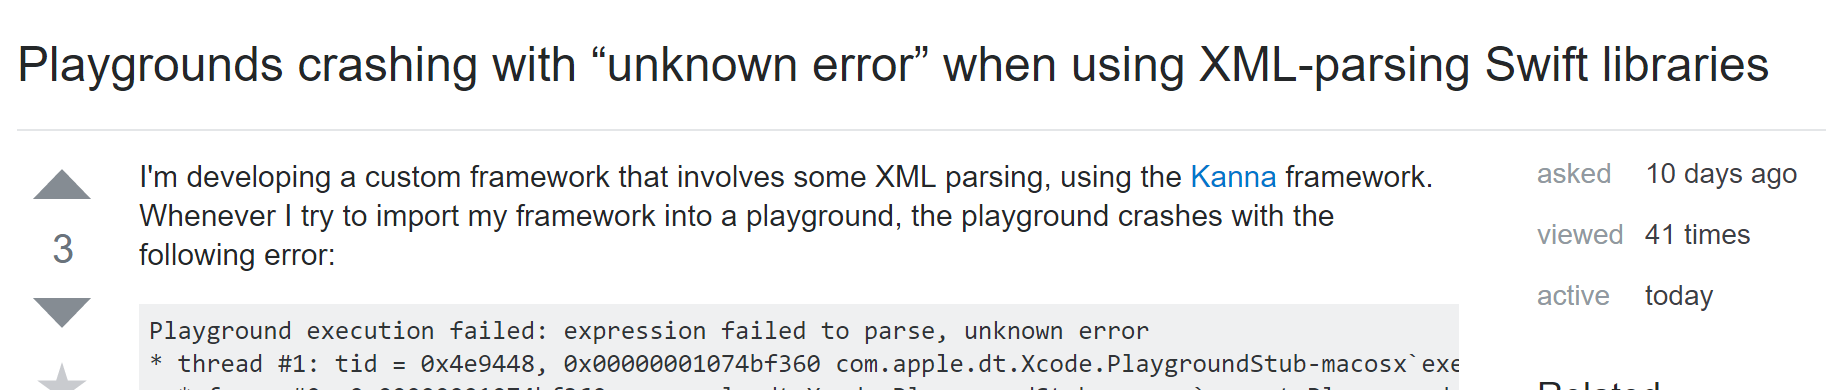 Playgrounds crashing with “unknown error” when using XML-parsing Swift libraries
3
I'm developing a custom framework that involves some XML parsing, using the Kanna framework.
Whenever I try to import my framework into a playground, the playground crashes with the
following error:
Playground execution failed: expression failed to parse, unknown error
* thread #1: tid = 0x4e9448, 0x00000001074bf360 com.apple.dt.Xcode.PlaygroundStub-macosx`exe
asked 10 days ago
viewed 41 times
active today
Related